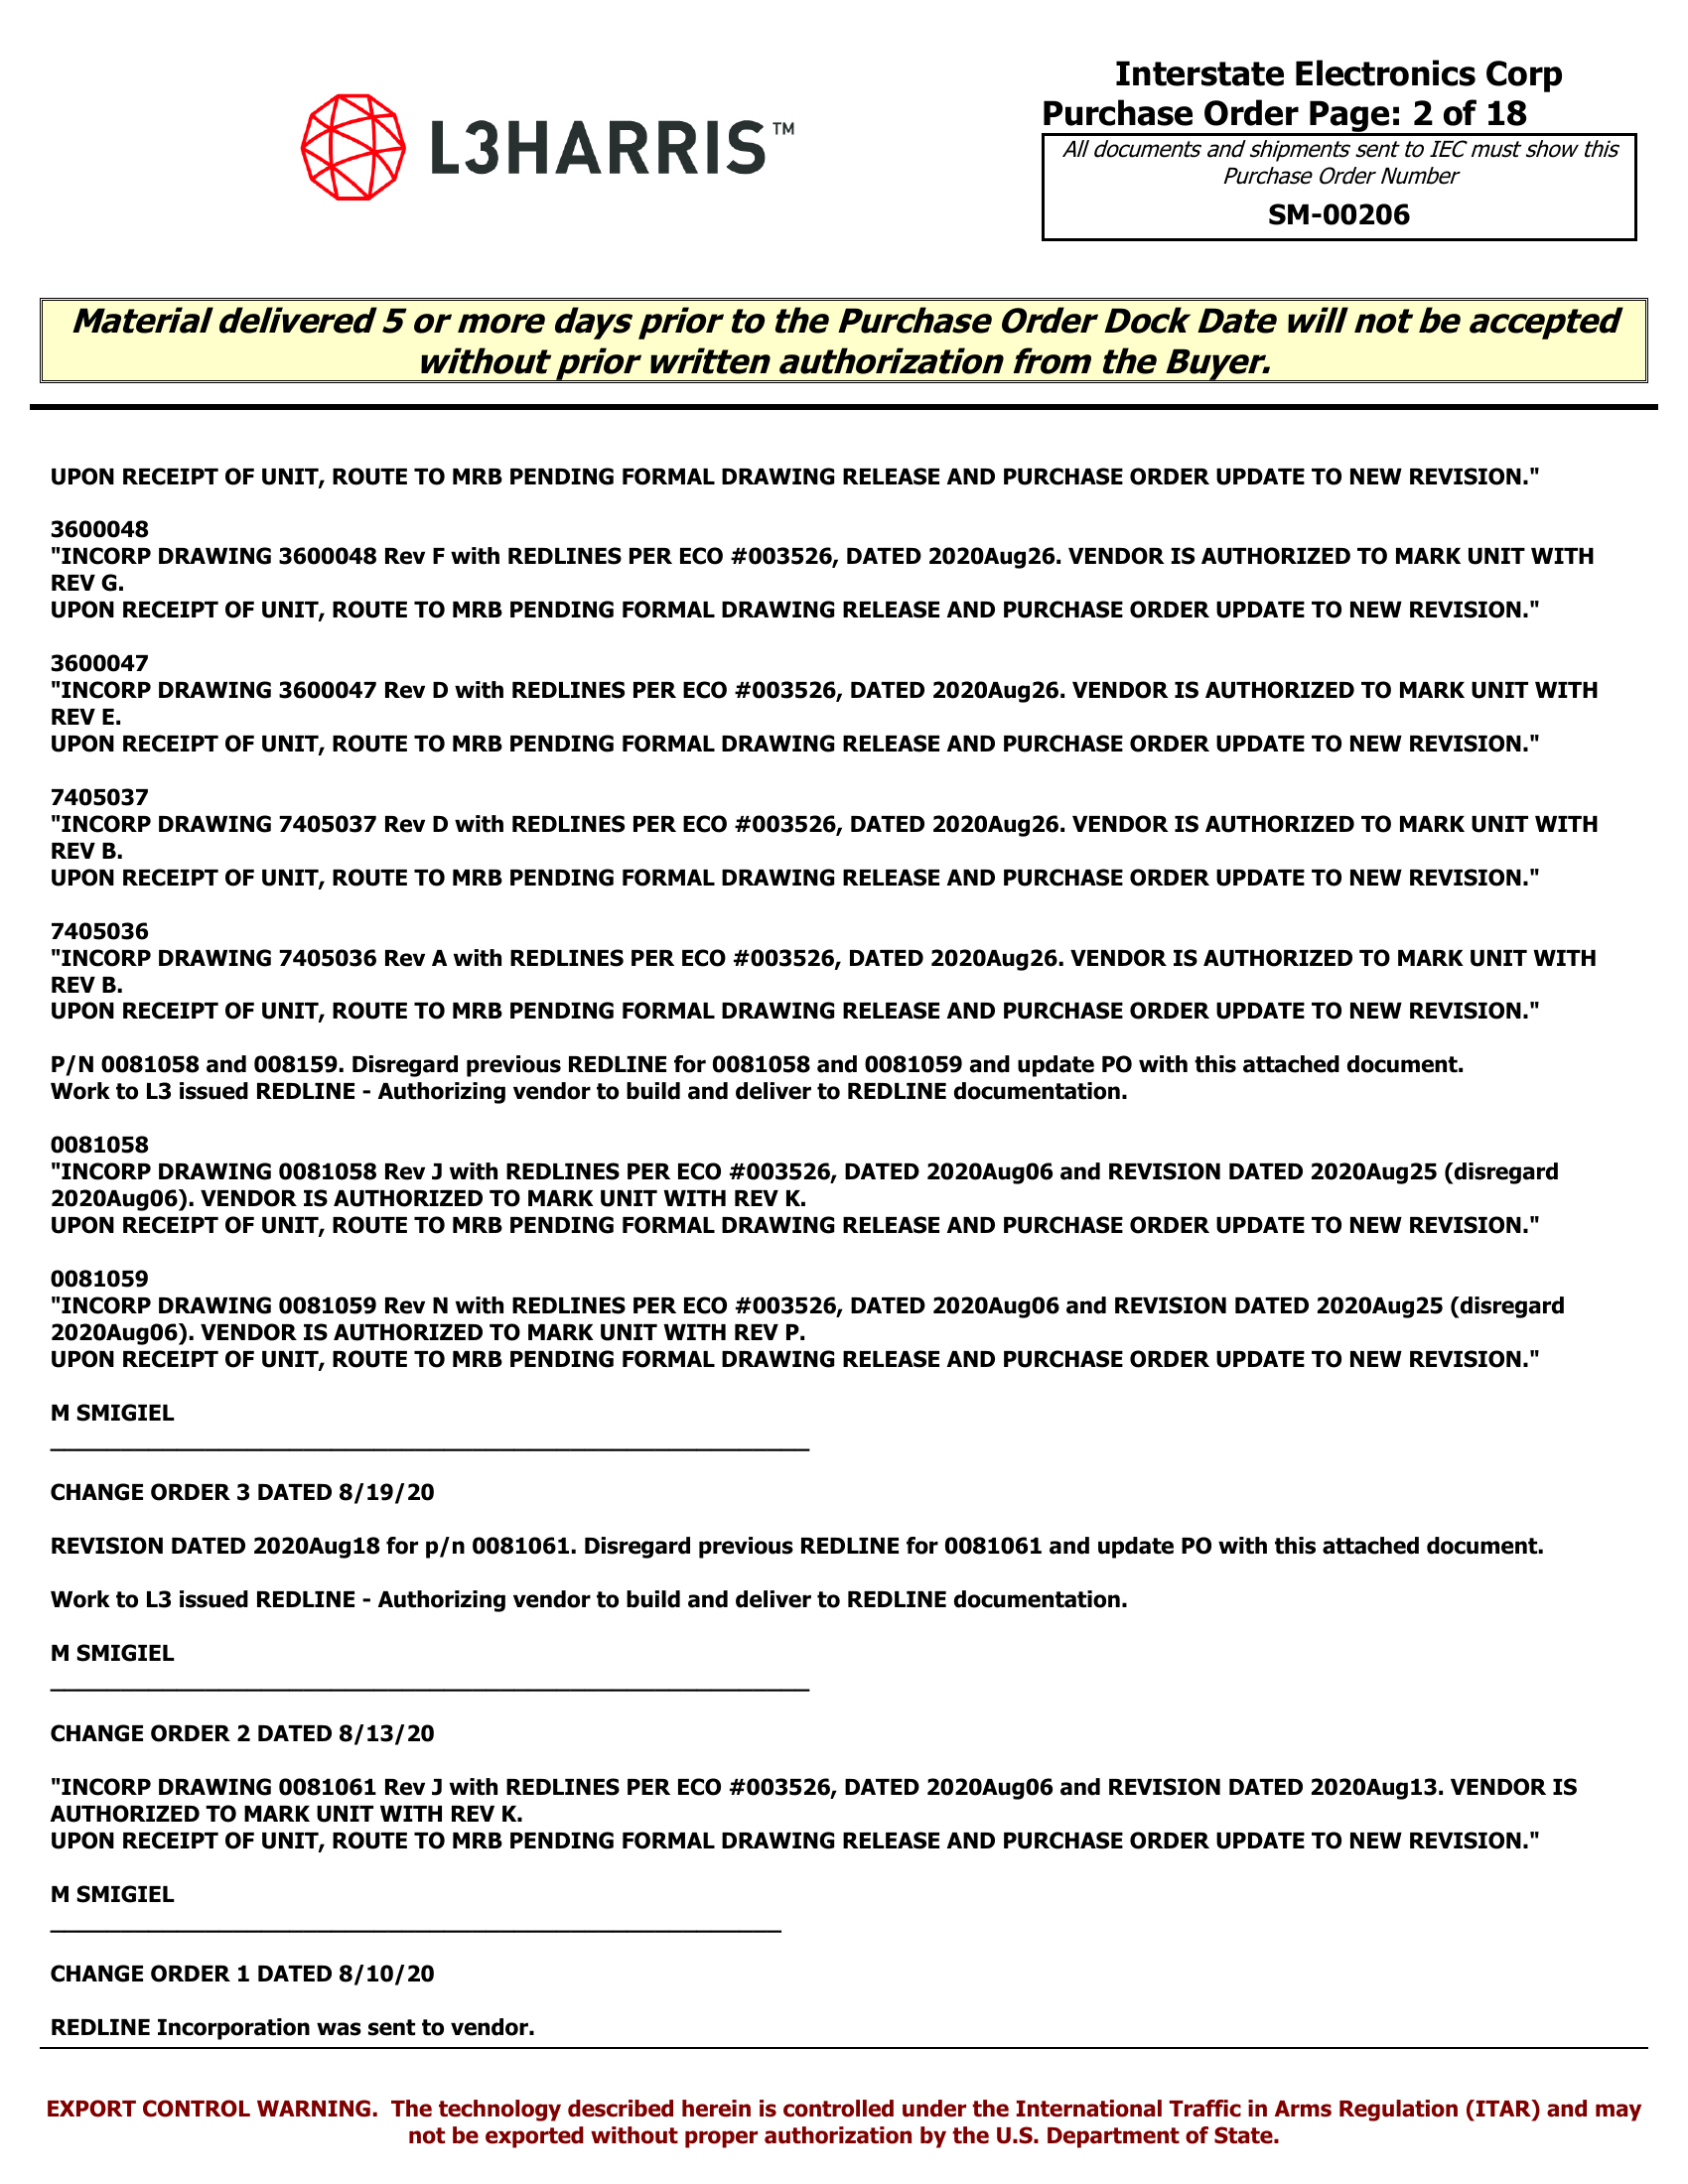 L3HARRIS™
Interstate Electronics Corp
Purchase Order Page: 2 of 18
All documents and shipments sent to IEC must show this
Purchase Order Number
SM-00206
Material delivered 5 or more days prior to the Purchase Order Dock Date will not be accepted
without prior written authorization from the Buyer.
UPON RECEIPT OF UNIT, ROUTE TO MRB PENDING FORMAL DRAWING RELEASE AND PURCHASE ORDER UPDATE TO NEW REVISION."
3600048
"INCORP DRAWING 3600048 Rev F with REDLINES PER ECO #003526, DATED 2020Aug26. VENDOR IS AUTHORIZED TO MARK UNIT WITH
REV G.
UPON RECEIPT OF UNIT, ROUTE TO MRB PENDING FORMAL DRAWING RELEASE AND PURCHASE ORDER UPDATE TO NEW REVISION."
3600047
"INCORP DRAWING 3600047 Rev D with REDLINES PER ECO #003526, DATED 2020Aug26. VENDOR IS AUTHORIZED TO MARK UNIT WITH
REV E.
UPON RECEIPT OF UNIT, ROUTE TO MRB PENDING FORMAL DRAWING RELEASE AND PURCHASE ORDER UPDATE TO NEW REVISION."
7405037
"INCORP DRAWING 7405037 Rev D with REDLINES PER ECO #003526, DATED 2020Aug26. VENDOR IS AUTHORIZED TO MARK UNIT WITH
REV B.
UPON RECEIPT OF UNIT, ROUTE TO MRB PENDING FORMAL DRAWING RELEASE AND PURCHASE ORDER UPDATE TO NEW REVISION."
7405036
"INCORP DRAWING 7405036 Rev A with REDLINES PER ECO #003526, DATED 2020Aug26. VENDOR IS AUTHORIZED TO MARK UNIT WITH
REV B.
UPON RECEIPT OF UNIT, ROUTE TO MRB PENDING FORMAL DRAWING RELEASE AND PURCHASE ORDER UPDATE TO NEW REVISION."
P/N 0081058 and 008159. Disregard previous REDLINE for 0081058 and 0081059 and update PO with this attached document.
Work to L3 issued REDLINE - Authorizing vendor to build and deliver to REDLINE documentation.
0081058
"INCORP DRAWING 0081058 Rev J with REDLINES PER ECO #003526, DATED 2020Aug06 and REVISION DATED 2020Aug25 (disregard
2020Aug06). VENDOR IS AUTHORIZED TO MARK UNIT WITH REV K.
UPON RECEIPT OF UNIT, ROUTE TO MRB PENDING FORMAL DRAWING RELEASE AND PURCHASE ORDER UPDATE TO NEW REVISION."
0081059
"INCORP DRAWING 0081059 Rev N with REDLINES PER ECO #003526, DATED 2020Aug06 and REVISION DATED 2020Aug25 (disregard
2020Aug06). VENDOR IS AUTHORIZED TO MARK UNIT WITH REV P.
UPON RECEIPT OF UNIT, ROUTE TO MRB PENDING FORMAL DRAWING RELEASE AND PURCHASE ORDER UPDATE TO NEW REVISION."
M SMIGIEL
CHANGE ORDER 3 DATED 8/19/20
REVISION DATED 2020Aug18 for p/n 0081061. Disregard previous REDLINE for 0081061 and update PO with this attached document.
Work to L3 issued REDLINE - Authorizing vendor to build and deliver to REDLINE documentation.
M SMIGIEL
CHANGE ORDER 2 DATED 8/13/20
"INCORP DRAWING 0081061 Rev J with REDLINES PER ECO #003526, DATED 2020Aug06 and REVISION DATED 2020Aug13. VENDOR IS
AUTHORIZED TO MARK UNIT WITH REV K.
UPON RECEIPT OF UNIT, ROUTE TO MRB PENDING FORMAL DRAWING RELEASE AND PURCHASE ORDER UPDATE TO NEW REVISION."
M SMIGIEL
CHANGE ORDER 1 DATED 8/10/20
REDLINE Incorporation was sent to vendor.
EXPORT CONTROL WARNING.  The technology described herein is controlled under the International Traffic in Arms Regulation (ITAR) and may
not be exported without proper authorization by the U.S. Department of State.